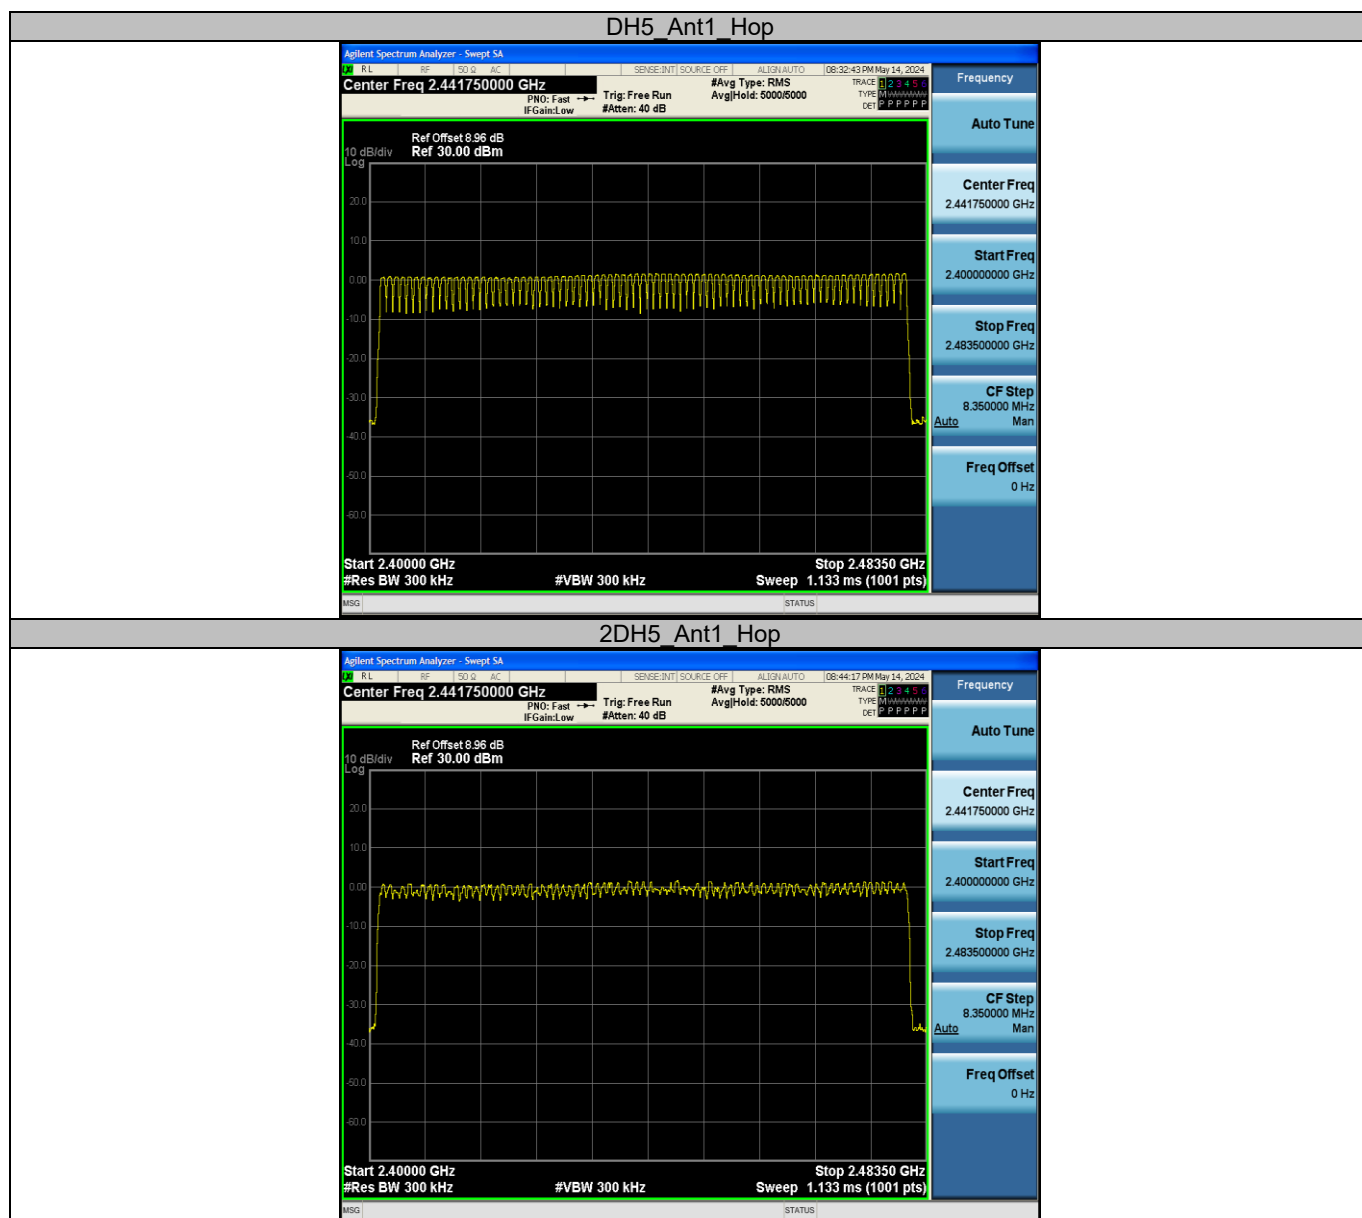 DH5_Ant1_Hop
Agilent Spectrum Analyzer - Swept SA
RL RF 50 Ω AC SENSE:INT SOURCE OFF ALIGN AUTO 08:32:43 PM May 14, 2024
Center Freq 2.441750000 GHz
PNO: Fast
IFGain:Low
Trig: Free Run
#Atten: 40 dB
#Avg Type: RMS
Avg|Hold: 5000/5000
TRACE 1 2 3 4 5 6
TYPE M
DET P P P P P P
Ref Offset 8.96 dB
10 dB/div Ref 30.00 dBm
Log
20.0
10.0
0.00
-10.0
-20.0
-30.0
-40.0
-50.0
-60.0
Start 2.40000 GHz Stop 2.48350 GHz
#Res BW 300 kHz #VBW 300 kHz Sweep 1.133 ms (1001 pts)
MSG STATUS
Frequency
Auto Tune
Center Freq
2.441750000 GHz
Start Freq
2.400000000 GHz
Stop Freq
2.483500000 GHz
CF Step
8.350000 MHz
Auto Man
Freq Offset
0 Hz
2DH5_Ant1_Hop
Agilent Spectrum Analyzer - Swept SA
RL RF 50 Ω AC SENSE:INT SOURCE OFF ALIGN AUTO 08:44:17 PM May 14, 2024
Center Freq 2.441750000 GHz
PNO: Fast
IFGain:Low
Trig: Free Run
#Atten: 40 dB
#Avg Type: RMS
Avg|Hold: 5000/5000
TRACE 1 2 3 4 5 6
TYPE M
DET P P P P P P
Ref Offset 8.96 dB
10 dB/div Ref 30.00 dBm
Log
20.0
10.0
0.00
-10.0
-20.0
-30.0
-40.0
-50.0
-60.0
Start 2.40000 GHz Stop 2.48350 GHz
#Res BW 300 kHz #VBW 300 kHz Sweep 1.133 ms (1001 pts)
MSG STATUS
Frequency
Auto Tune
Center Freq
2.441750000 GHz
Start Freq
2.400000000 GHz
Stop Freq
2.483500000 GHz
CF Step
8.350000 MHz
Auto Man
Freq Offset
0 Hz